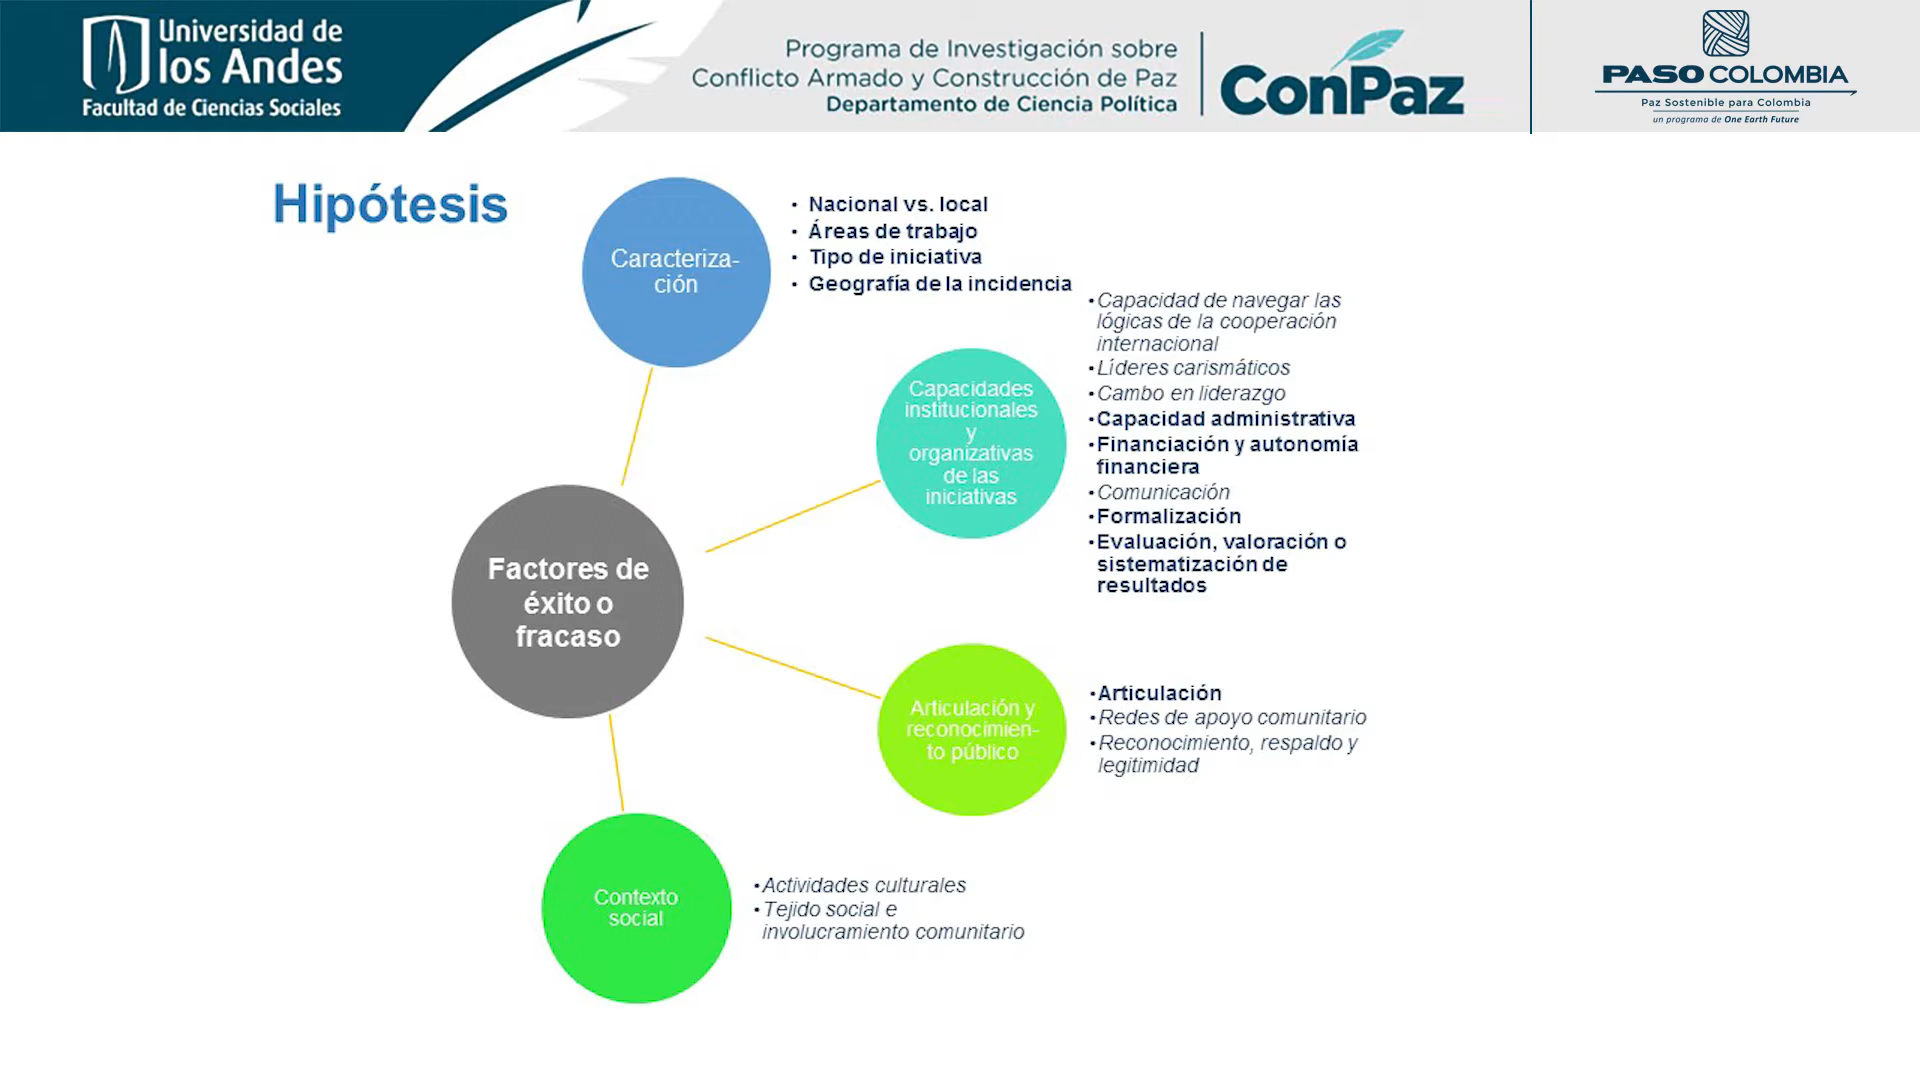 Universidad de
los Andes
Facultad de Ciencias Sociales
Programa de Investigación sobre
Conflicto Armado y Construcción de Paz
Departamento de Ciencia Política
ConPaz
PASO COLOMBIA
Paz Sostenible para Colombia
un programa de One Earth Future
Hipótesis
Caracteriza-
ción
• Nacional vs. local
• Áreas de trabajo
• Tipo de iniciativa
• Geografía de la incidencia
Capacidades
institucionales
y
organizativas
de las
iniciativas
•Capacidad de navegar las
lógicas de la cooperación
internacional
•Líderes carismáticos
•Cambo en liderazgo
•Capacidad administrativa
•Financiación y autonomía
financiera
•Comunicación
•Formalización
•Evaluación, valoración o
sistematización de
resultados
Factores de
éxito o
fracaso
Articulación y
reconocimien-
to público
•Articulación
•Redes de apoyo comunitario
•Reconocimiento, respaldo y
legitimidad
Contexto
social
•Actividades culturales
•Tejido social e
involucramiento comunitario